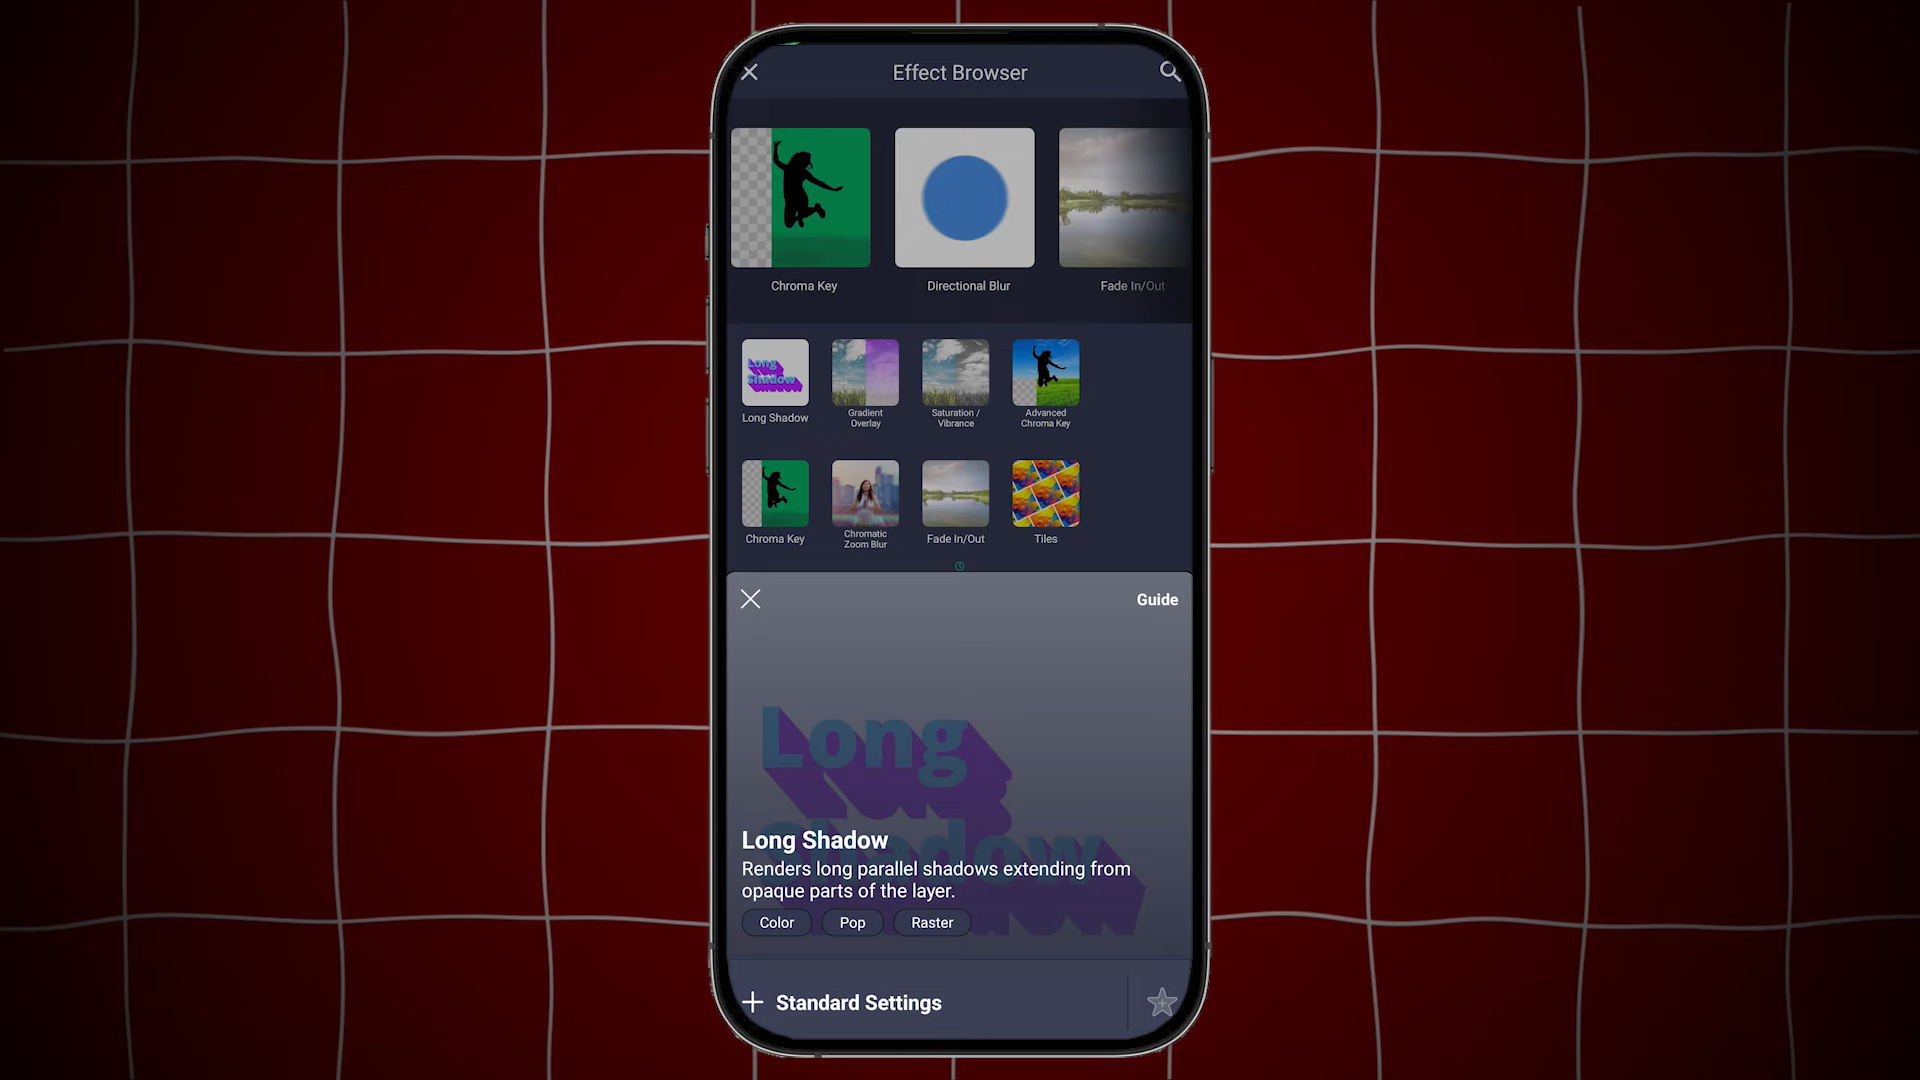 Effect Browser
Chroma Key
Directional Blur
Fade In/Out
Long
Shadow
Long Shadow
Gradient
Overlay
Saturation /
Vibrance
Advanced
Chroma Key
Chroma Key
Chromatic
Zoom Blur
Fade In/Out
Tiles
Guide
Long
Shadow
Long Shadow
Renders long parallel shadows extending from
opaque parts of the layer.
Color
Pop
Raster
Standard Settings